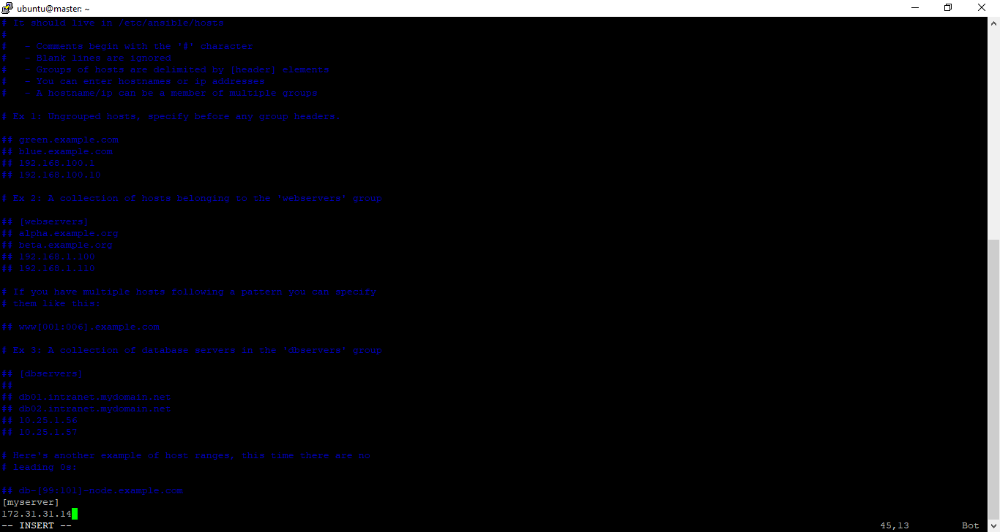 ubuntu@master: ~
# It should live in /etc/ansible/hosts
#
#   - Comments begin with the '#' character
#   - Blank lines are ignored
#   - Groups of hosts are delimited by [header] elements
#   - You can enter hostnames or ip addresses
#   - A hostname/ip can be a member of multiple groups
# Ex 1: Ungrouped hosts, specify before any group headers.
## green.example.com
## blue.example.com
## 192.168.100.1
## 192.168.100.10
# Ex 2: A collection of hosts belonging to the 'webservers' group
## [webservers]
## alpha.example.org
## beta.example.org
## 192.168.1.100
## 192.168.1.110
# If you have multiple hosts following a pattern you can specify
# them like this:
## www[001:006].example.com
# Ex 3: A collection of database servers in the 'dbservers' group
## [dbservers]
##
## db01.intranet.mydomain.net
## db02.intranet.mydomain.net
## 10.25.1.56
## 10.25.1.57
# Here's another example of host ranges, this time there are no
# leading 0s:
## db-[99:101]-node.example.com
[myserver]
172.31.31.14
-- INSERT -- 45,13 Bot